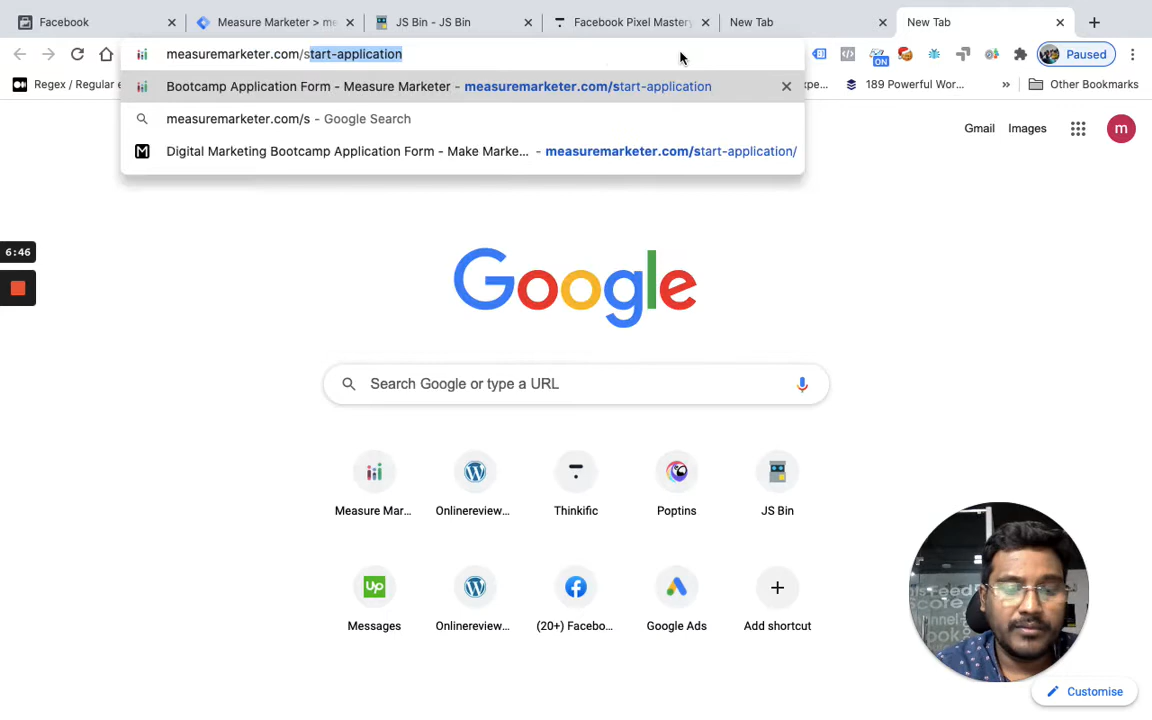 Facebook
Measure Marketer > me
JS Bin - JS Bin
Facebook Pixel Mastery
New Tab
New Tab
measuremarketer.com/start-application
ON
Paused
Regex / Regular e
Bootcamp Application Form - Measure Marketer - measuremarketer.com/start-application
xpe...
189 Powerful Wor...
»
Other Bookmarks
measuremarketer.com/s - Google Search
Digital Marketing Bootcamp Application Form - Make Marke... - measuremarketer.com/start-application/
Gmail
Images
m
6:46
Google
Search Google or type a URL
Measure Mar...
Onlinereview...
Thinkific
Poptins
JS Bin
Up
Messages
Onlinereview...
(20+) Facebo...
Google Ads
Add shortcut
Customise